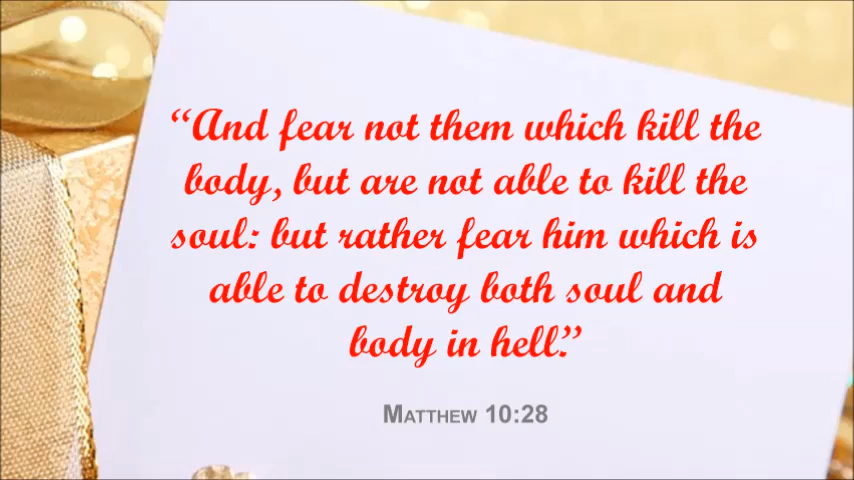 “And fear not them which kill the
body, but are not able to kill the
soul: but rather fear him which is
able to destroy both soul and
body in hell.”
Matthew 10:28